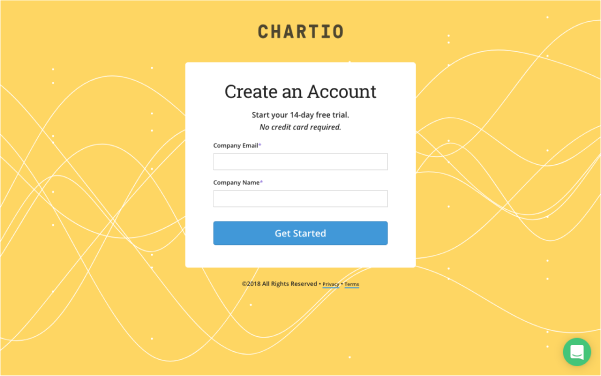 CHARTIO
Create an Account
Start your 14-day free trial.
No credit card required.
Company Email*
Company Name*
Get Started
©2018 All Rights Reserved • Privacy • Terms